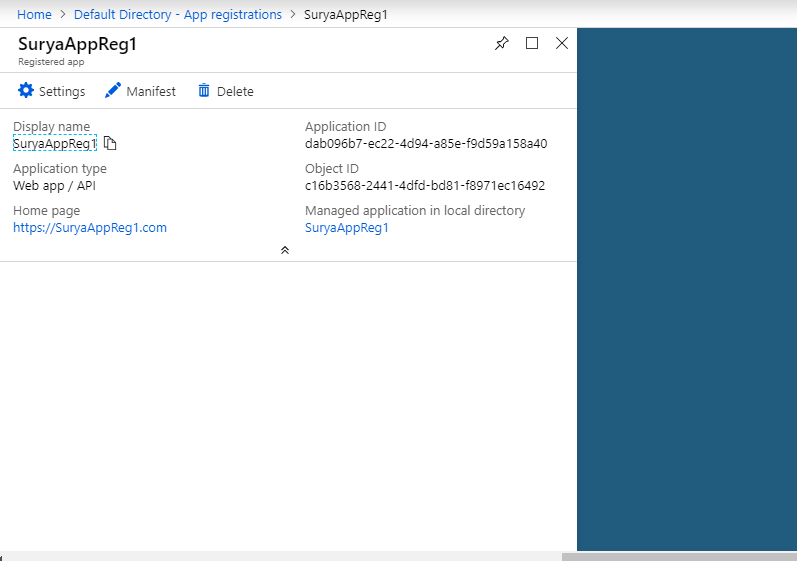 Home > Default Directory - App registrations > SuryaAppReg1
SuryaAppReg1
Registered app
Settings Manifest Delete
Display name
SuryaAppReg1
Application type
Web app / API
Home page
https://SuryaAppReg1.com
Application ID
dab096b7-ec22-4d94-a85e-f9d59a158a40
Object ID
c16b3568-2441-4dfd-bd81-f8971ec16492
Managed application in local directory
SuryaAppReg1